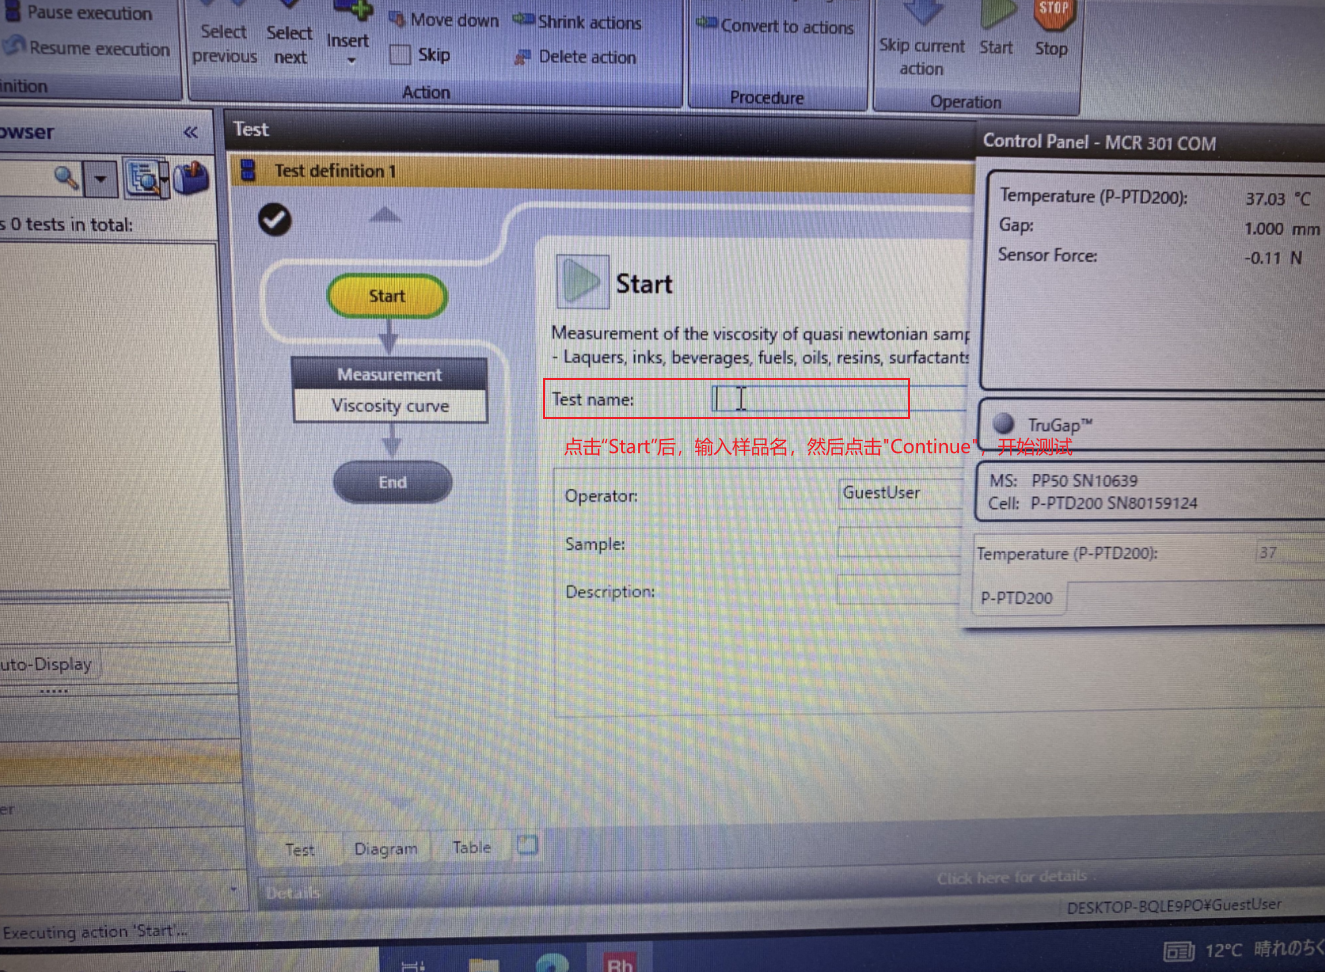 Pause execution
Resume execution
Select previous
Select next
Insert
Move down
Skip
Shrink actions
Delete action
Action
Convert to actions
Procedure
Skip current action
Start
STOP
Stop
Operation
Test
Test definition 1
0 tests in total:
Start
Measurement
Viscosity curve
End
Start
Measurement of the viscosity of quasi newtonian
- Laquers, inks, beverages, fuels, oils, resins, surfactants
Test name:
点击“Start”后，输入样品名，然后点击"Continue"，开始测试
Operator:
GuestUser
Sample:
Description:
Control Panel - MCR 301 COM
Temperature (P-PTD200): 37.03 °C
Gap: 1.000 mm
Sensor Force: -0.11 N
TruGap™
MS: PP50 SN10639
Cell: P-PTD200 SN80159124
Temperature (P-PTD200): 37
P-PTD200
Test
Diagram
Table
Details
Click here for details
DESKTOP-BQLE9PO¥GuestUser
Executing action 'Start'...
Rh
12°C 晴れのち